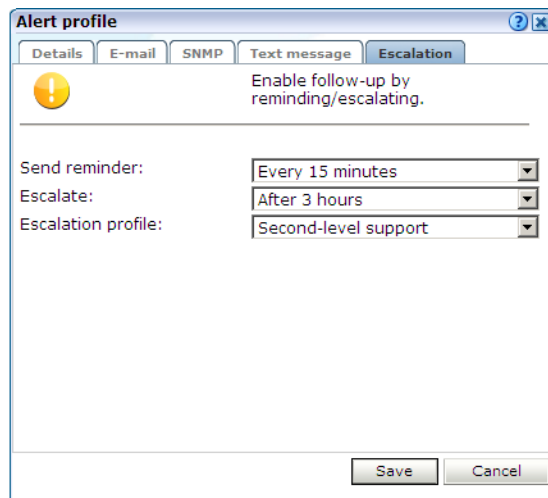 Alert profile
Details E-mail SNMP Text message Escalation
Enable follow-up by
reminding/escalating.
Send reminder: Every 15 minutes
Escalate: After 3 hours
Escalation profile: Second-level support
Save Cancel